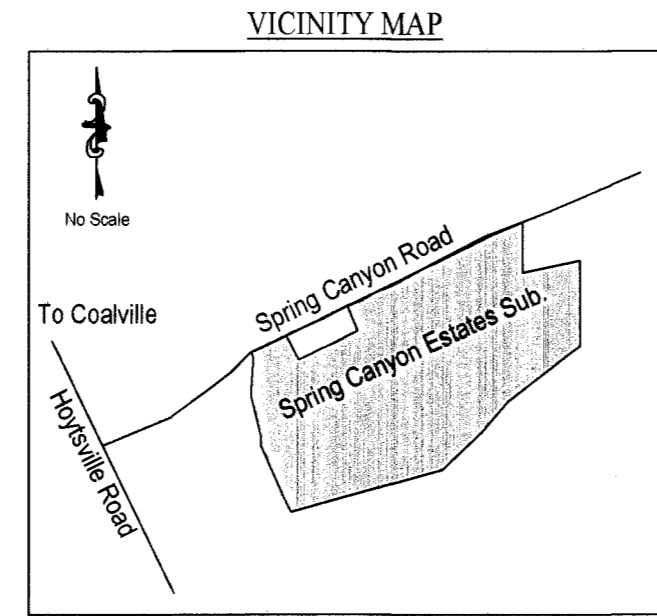 VICINITY MAP
No Scale
Spring Canyon Road
To Coalville
Spring Canyon Estates Sub.
Hoytsville Road